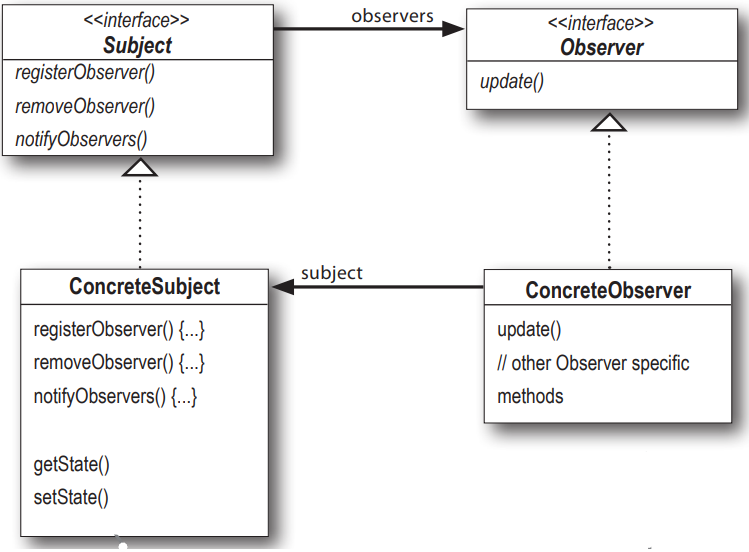 <<interface>>
Subject
registerObserver()
removeObserver()
notifyObservers()
observers
<<interface>>
Observer
update()
ConcreteSubject
registerObserver() {...}
removeObserver() {...}
notifyObservers() {...}
getState()
setState()
subject
ConcreteObserver
update()
// other Observer specific
methods